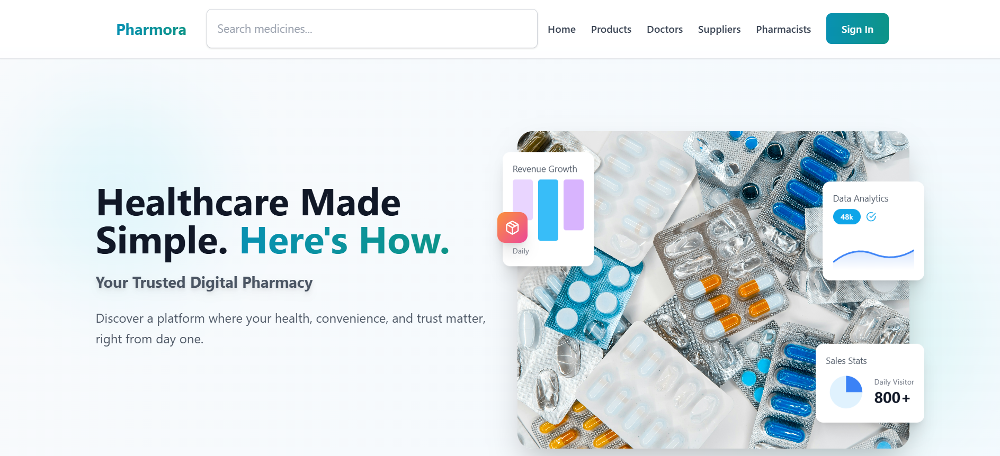 Pharmora
Search medicines...
Home
Products
Doctors
Suppliers
Pharmacists
Sign In
Healthcare Made
Simple. Here's How.
Your Trusted Digital Pharmacy
Discover a platform where your health, convenience, and trust matter,
right from day one.
Revenue Growth
Daily
Data Analytics
48k
Sales Stats
Daily Visitor
800+